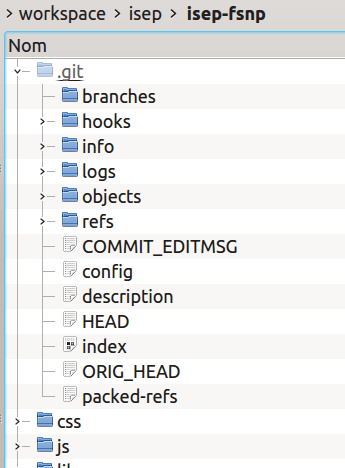 workspace > isep > isep-fsnp
Nom
.git
branches
hooks
info
logs
objects
refs
COMMIT_EDITMSG
config
description
HEAD
index
ORIG_HEAD
packed-refs
css
js